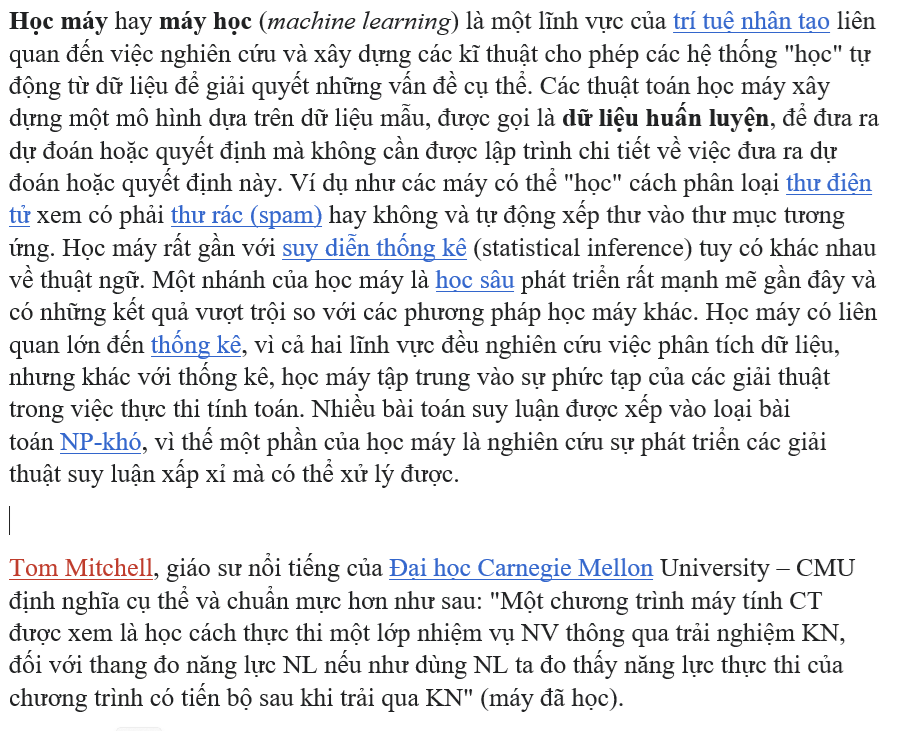 Học máy hay máy học (machine learning) là một lĩnh vực của trí tuệ nhân tạo liên
quan đến việc nghiên cứu và xây dựng các kĩ thuật cho phép các hệ thống "học" tự
động từ dữ liệu để giải quyết những vấn đề cụ thể. Các thuật toán học máy xây
dựng một mô hình dựa trên dữ liệu mẫu, được gọi là dữ liệu huấn luyện, để đưa ra
dự đoán hoặc quyết định mà không cần được lập trình chi tiết về việc đưa ra dự
đoán hoặc quyết định này. Ví dụ như các máy có thể "học" cách phân loại thư điện
tử xem có phải thư rác (spam) hay không và tự động xếp thư vào thư mục tương
ứng. Học máy rất gần với suy diễn thống kê (statistical inference) tuy có khác nhau
về thuật ngữ. Một nhánh của học máy là học sâu phát triển rất mạnh mẽ gần đây và
có những kết quả vượt trội so với các phương pháp học máy khác. Học máy có liên
quan lớn đến thống kê, vì cả hai lĩnh vực đều nghiên cứu việc phân tích dữ liệu,
nhưng khác với thống kê, học máy tập trung vào sự phức tạp của các giải thuật
trong việc thực thi tính toán. Nhiều bài toán suy luận được xếp vào loại bài
toán NP-khó, vì thế một phần của học máy là nghiên cứu sự phát triển các giải
thuật suy luận xấp xỉ mà có thể xử lý được.
Tom Mitchell, giáo sư nổi tiếng của Đại học Carnegie Mellon University – CMU
định nghĩa cụ thể và chuẩn mực hơn như sau: "Một chương trình máy tính CT
được xem là học cách thực thi một lớp nhiệm vụ NV thông qua trải nghiệm KN,
đối với thang đo năng lực NL nếu như dùng NL ta đo thấy năng lực thực thi của
chương trình có tiến bộ sau khi trải qua KN" (máy đã học).